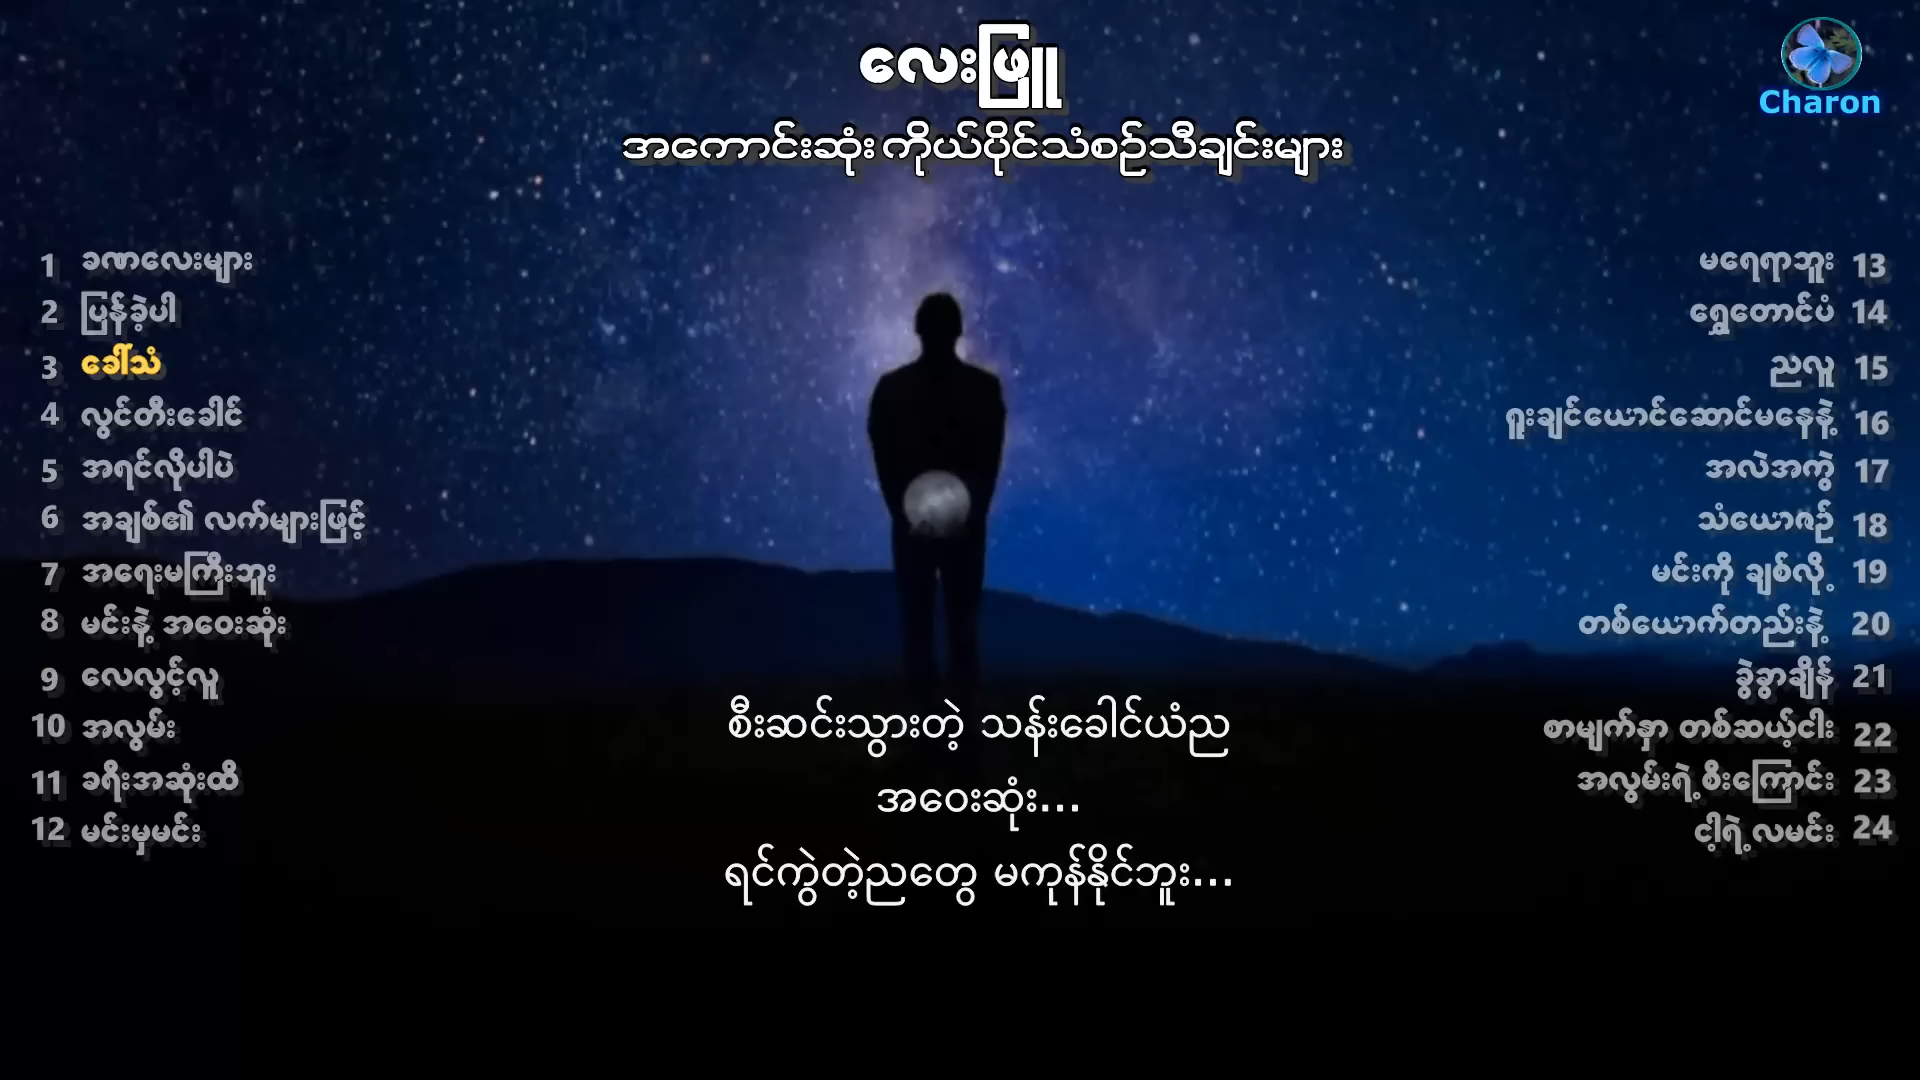 လေးဖြူ
အကောင်းဆုံး ကိုယ်ပိုင်သံစဉ်သီချင်းများ
Charon
1 ခဏလေးများ
2 ပြန်ခဲ့ပါ
3 ခေါ်သံ
4 လွင်တီးခေါင်
5 အရင်လိုပါပဲ
6 အချစ်၏ လက်များဖြင့်
7 အရေးမကြီးဘူး
8 မင်းနဲ့ အဝေးဆုံး
9 လေလွင့်လူ
10 အလွမ်း
11 ခရီးအဆုံးထိ
12 မင်းမှမင်း
မရေရာဘူး 13
ရွှေတောင်ပံ 14
ညလူ 15
ရူးချင်ယောင်ဆောင်မနေနဲ့ 16
အလဲအကွဲ 17
သံယောဇဉ် 18
မင်းကို ချစ်လို့ 19
တစ်ယောက်တည်းနဲ့ 20
ခွဲခွာချိန် 21
စာမျက်နှာ တစ်ဆယ့်ငါး 22
အလွမ်းရဲ့စီးကြောင်း 23
ငါ့ရဲ့လမင်း 24
စီးဆင်းသွားတဲ့ သန်းခေါင်ယံည
အဝေးဆုံး...
ရင်ကွဲတဲ့ညတွေ မကုန်နိုင်ဘူး...